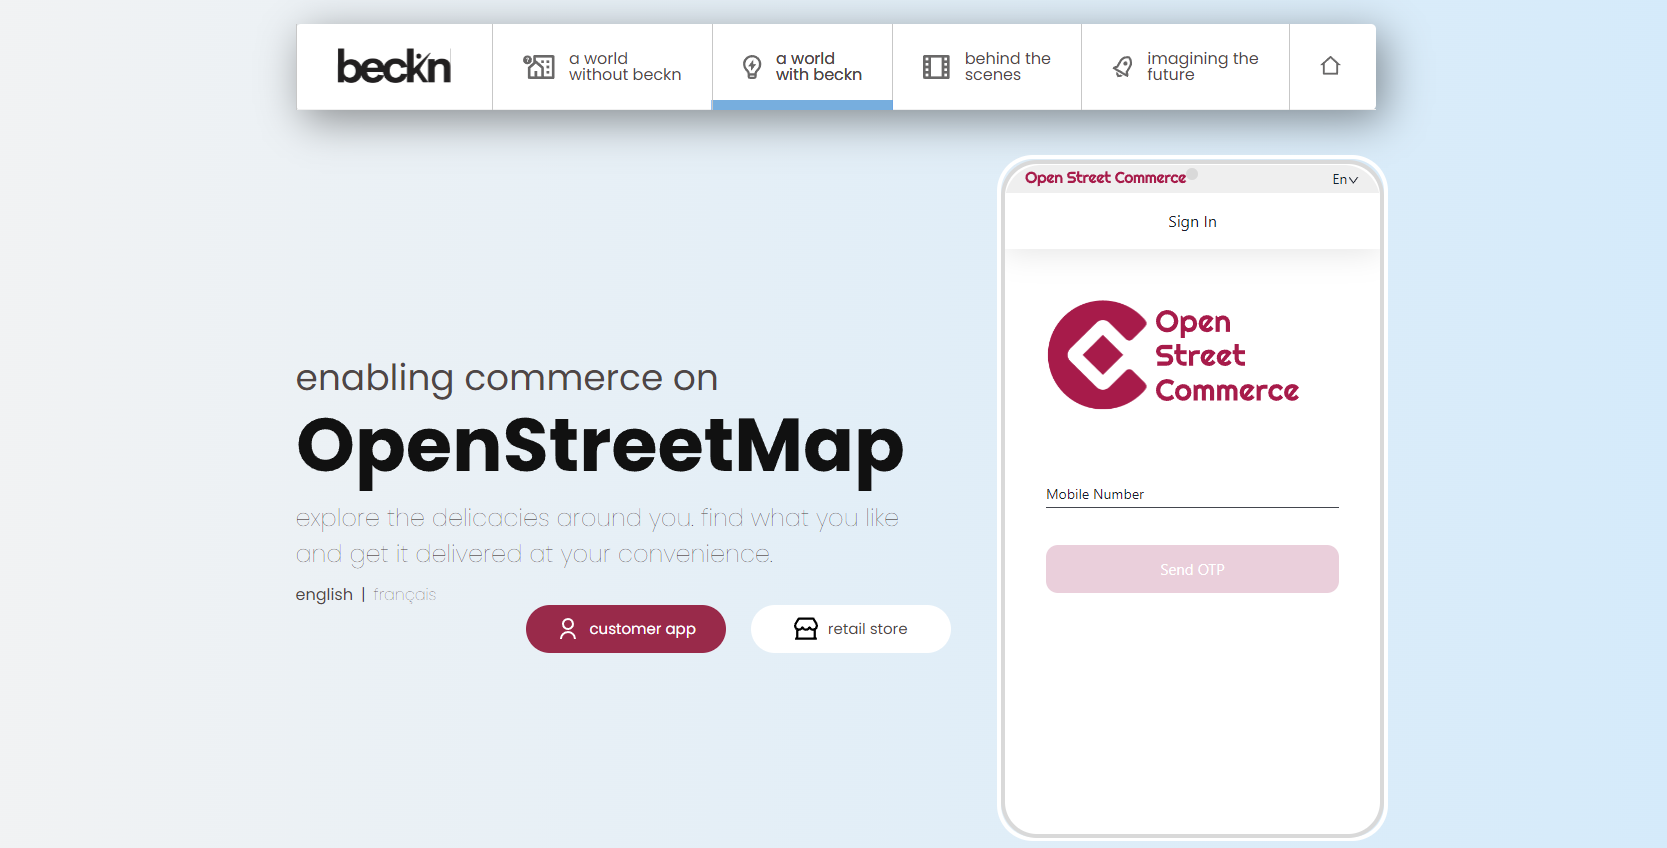 beckn
a world
without beckn
a world
with beckn
behind the
scenes
imagining the
future
Open Street Commerce
En
Sign In
Open
Street
Commerce
enabling commerce on
OpenStreetMap
explore the delicacies around you. find what you like
and get it delivered at your convenience.
english | français
customer app
retail store
Mobile Number
Send OTP